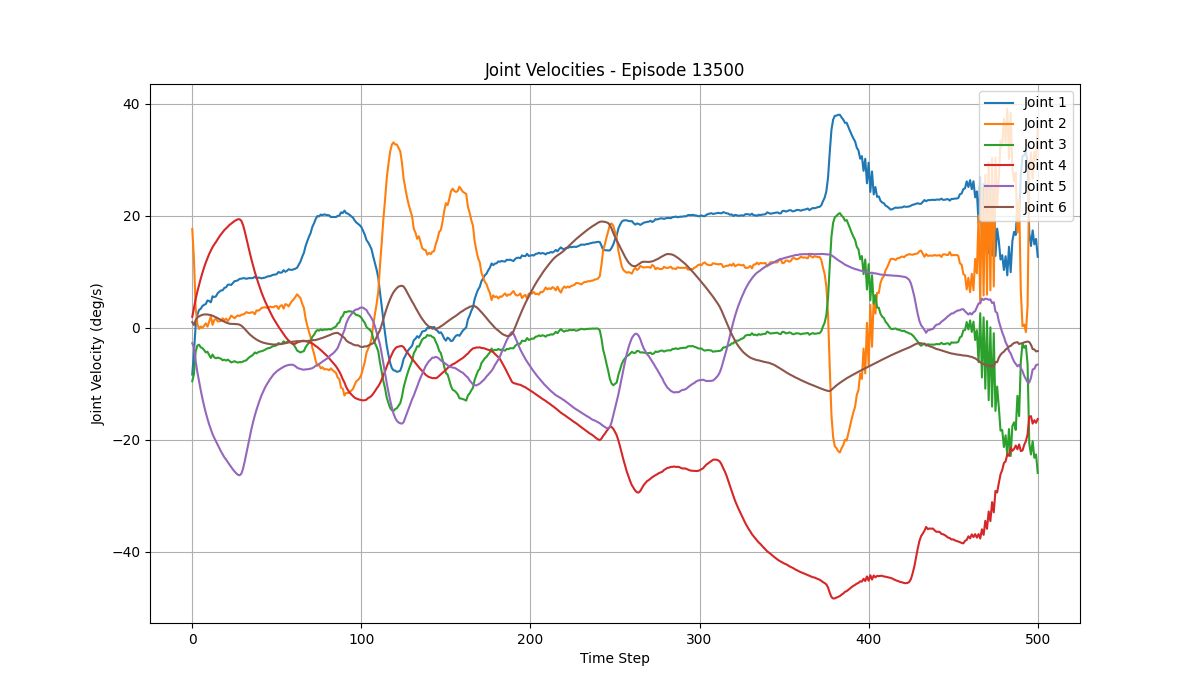 Joint Velocities - Episode 13500
Joint Velocity (deg/s)
40
20
0
−20
−40
Joint 1
Joint 2
Joint 3
Joint 4
Joint 5
Joint 6
0
100
200
300
400
500
Time Step